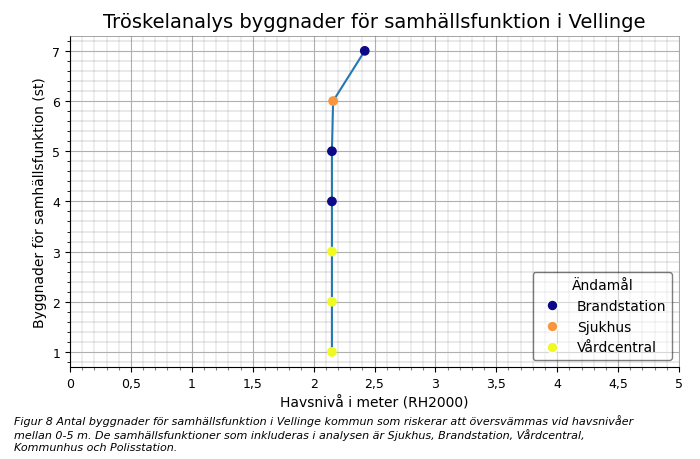 Tröskelanalys byggnader för samhällsfunktion i Vellinge
Byggnader för samhällsfunktion (st)
7
6
5
4
3
2
1
Ändamål
Brandstation
Sjukhus
Vårdcentral
0 0,5 1 1,5 2 2,5 3 3,5 4 4,5 5
Havsnivå i meter (RH2000)
Figur 8 Antal byggnader för samhällsfunktion i Vellinge kommun som riskerar att översvämmas vid havsnivåer
mellan 0-5 m. De samhällsfunktioner som inkluderas i analysen är Sjukhus, Brandstation, Vårdcentral,
Kommunhus och Polisstation.